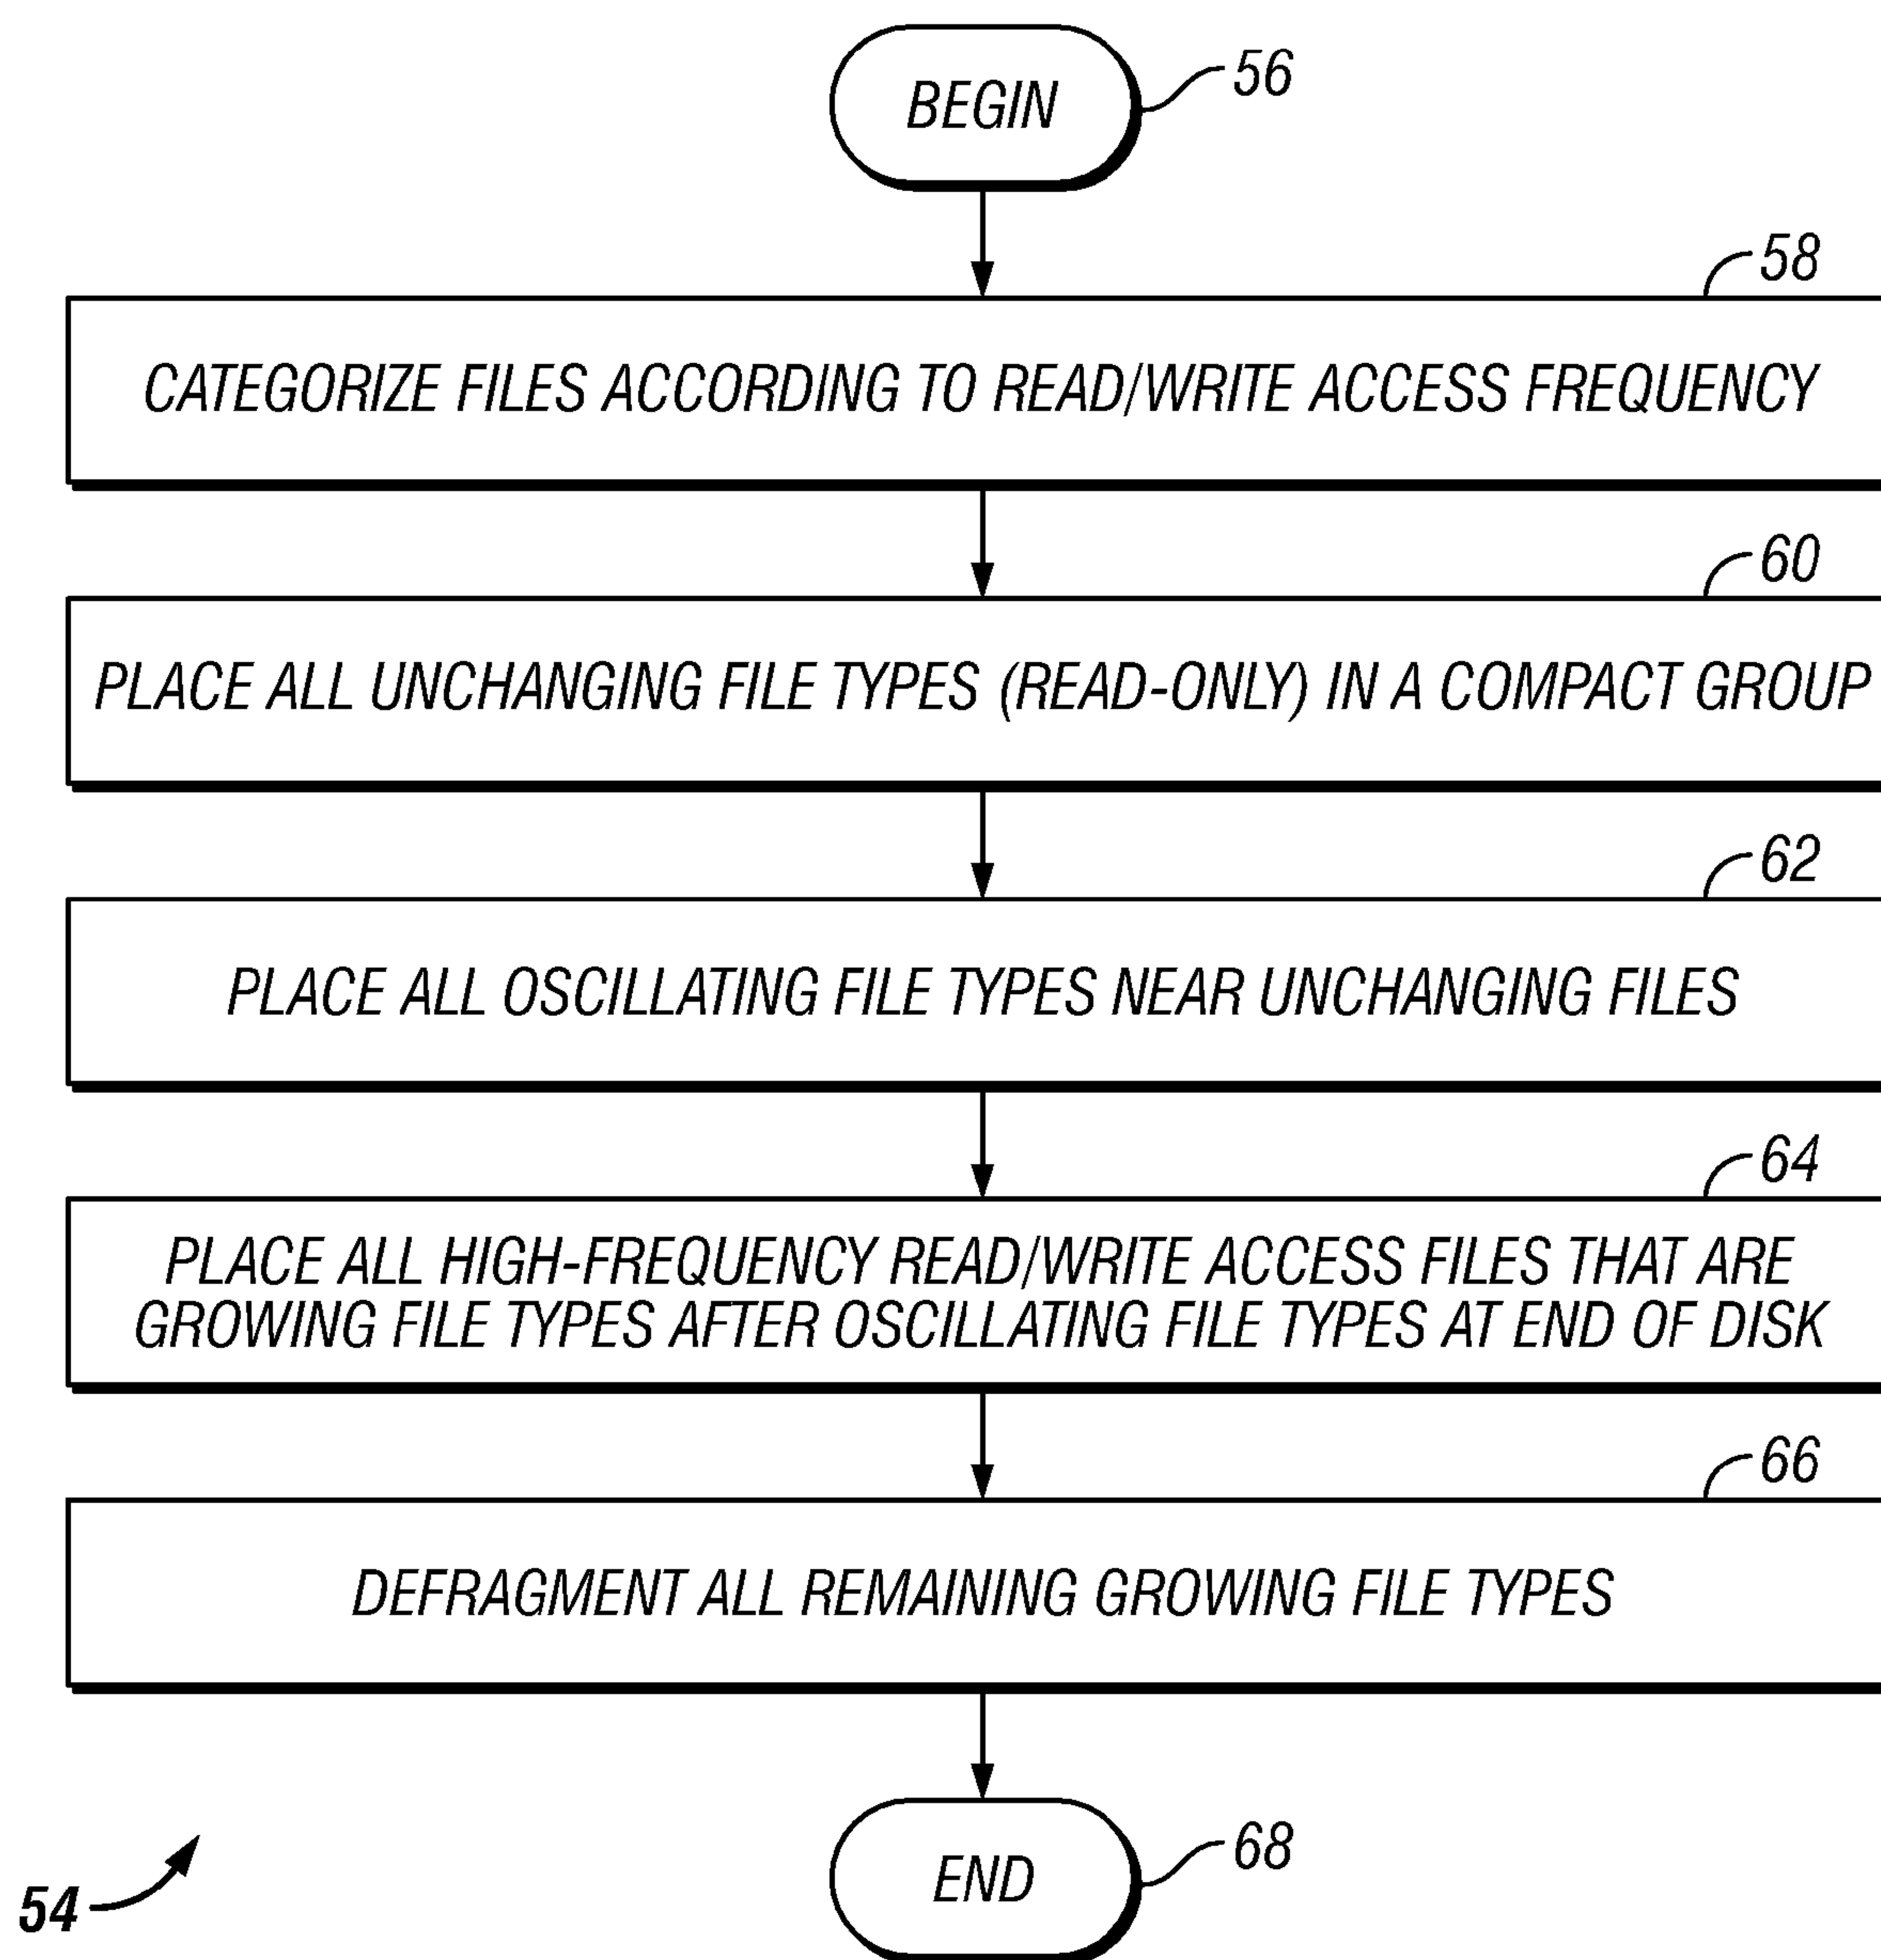 BEGIN
56
58
CATEGORIZE FILES ACCORDING TO READ/WRITE ACCESS FREQUENCY
60
PLACE ALL UNCHANGING FILE TYPES (READ-ONLY) IN A COMPACT GROUP
62
PLACE ALL OSCILLATING FILE TYPES NEAR UNCHANGING FILES
64
PLACE ALL HIGH-FREQUENCY READ/WRITE ACCESS FILES THAT ARE
GROWING FILE TYPES AFTER OSCILLATING FILE TYPES AT END OF DISK
66
DEFRAGMENT ALL REMAINING GROWING FILE TYPES
68
END
54